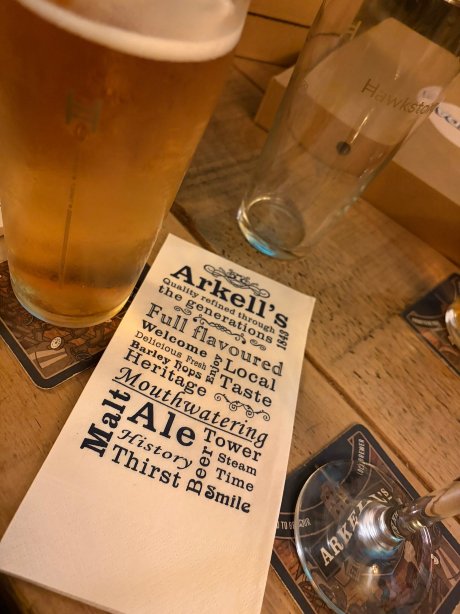 Hawksto
H
Arkell's
Quality refined through
the generations 1843
Full flavoured
Welcome Enjoy Local
Delicious Fresh
Barley Hops Taste
Heritage
Mouthwatering
Malt Ale Tower
History Beer Steam
Thirst Time
Smile
ARKELL'S